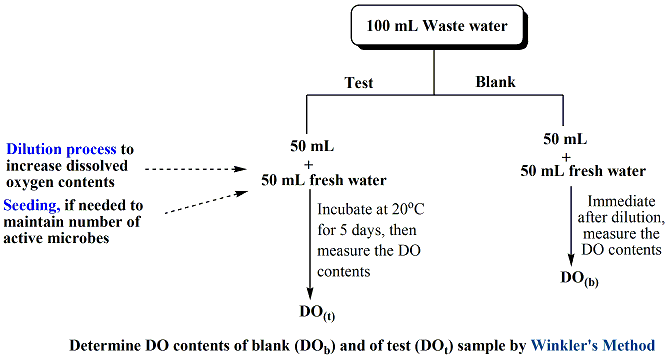 100 mL Waste water
Test
Blank
50 mL
+
50 mL fresh water
50 mL
+
50 mL fresh water
Dilution process to
increase dissolved
oxygen contents
Seeding, if needed to
maintain number of
active microbes
Incubate at 20°C
for 5 days, then
measure the DO
contents
Immediate
after dilution,
measure the
DO contents
DO(t)
DO(b)
Determine DO contents of blank (DOb) and of test (DOt) sample by Winkler's Method